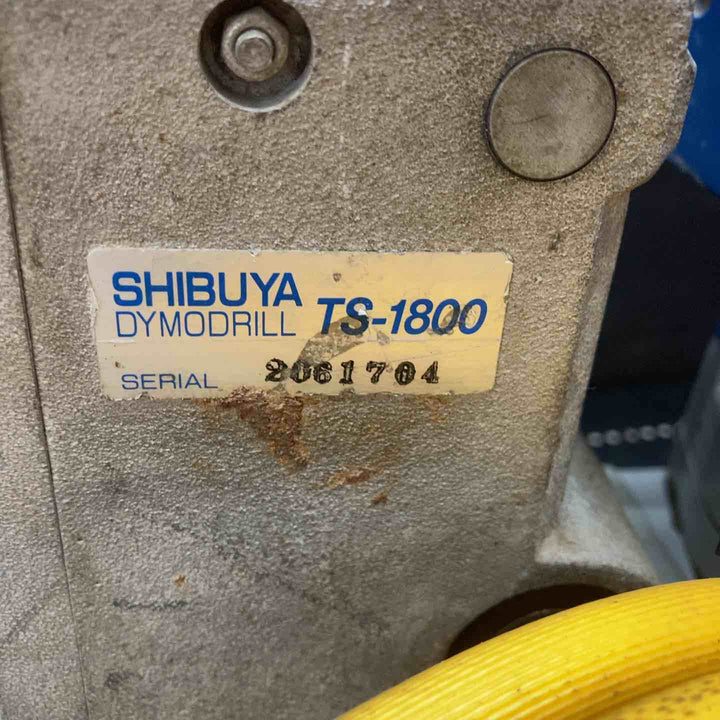 SHIBUYA
DYMODRILL TS-1800
SERIAL 2061704